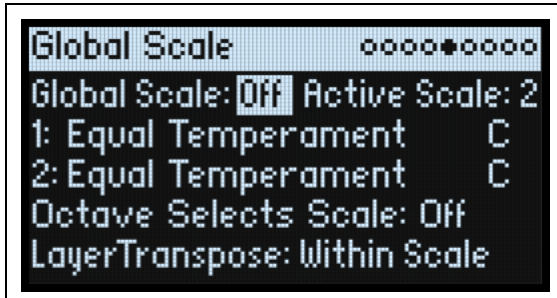 Global Scale
Global Scale: Off Active Scale: 2
1: Equal Temperament C
2: Equal Temperament C
Octave Selects Scale: Off
LayerTranspose: Within Scale